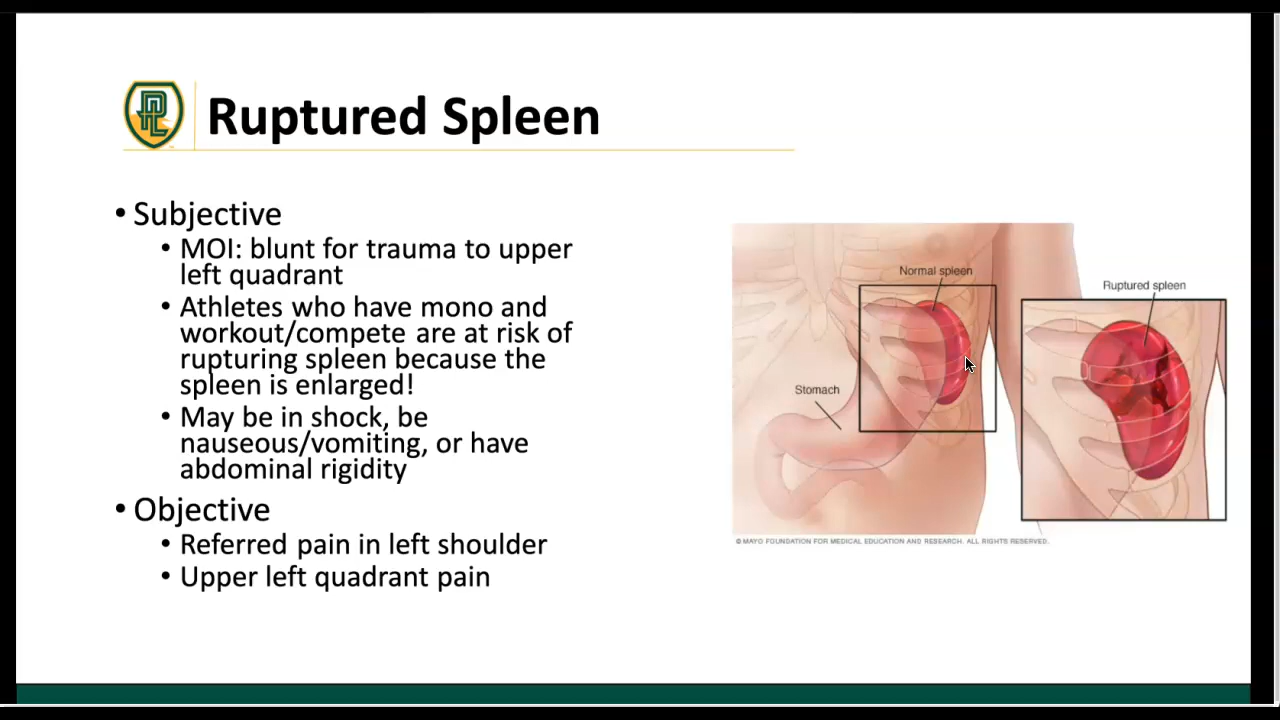 Ruptured Spleen
• Subjective
• MOI: blunt for trauma to upper
left quadrant
• Athletes who have mono and
workout/compete are at risk of
rupturing spleen because the
spleen is enlarged!
• May be in shock, be
nauseous/vomiting, or have
abdominal rigidity
• Objective
• Referred pain in left shoulder
• Upper left quadrant pain
Normal spleen
Ruptured spleen
Stomach
© MAYO FOUNDATION FOR MEDICAL EDUCATION AND RESEARCH. ALL RIGHTS RESERVED.